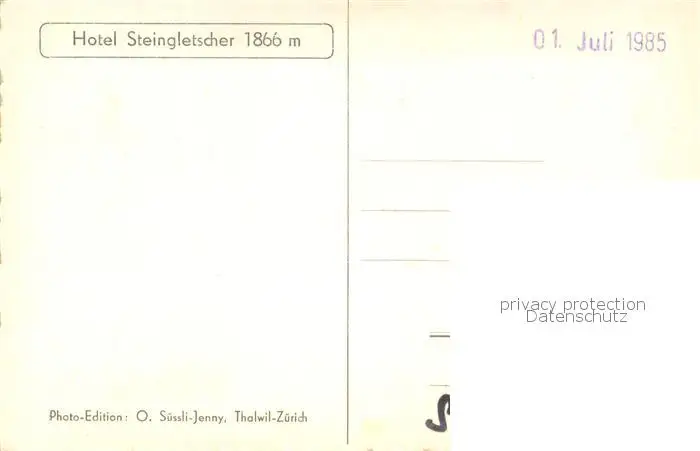 Hotel Steingletscher 1866 m
01. Juli 1985
privacy protection
Datenschutz
Photo-Edition: O. Süssli-Jenny, Thalwil-Zürich